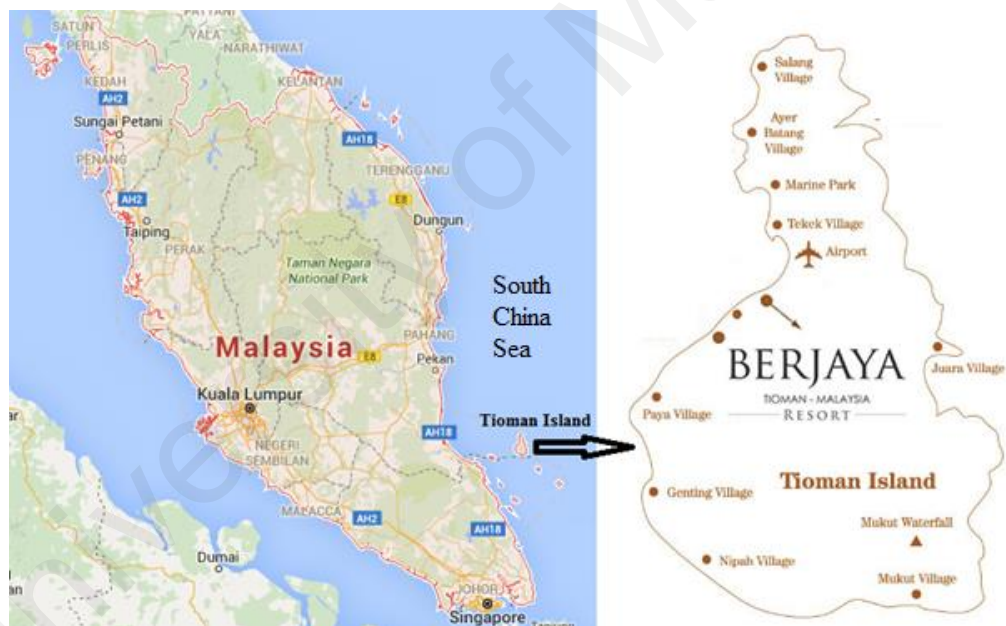 SATUN
PATTANI
YALA
PERLIS
NARATHIWAT
KEDAH
KELANTAN
AH2
Sungai Petani
AH18
PENANG
TERENGGANU
AH2
E8
Taiping
Dungun
PERAK
Taman Negara
National Park
South
China
Sea
PAHANG
Malaysia
E8
Pekan
Kuala Lumpur
Tioman Island
AH18
NEGERI
SEMBILAN
MALACCA
AH2
AH18
Dumai
JOHOR
Singapore
Salang
Village
Ayer
Batang
Village
Marine Park
Tekek Village
Airport
BERJAYA
TIOMAN - MALAYSIA
RESORT
Juara Village
Paya Village
Tioman Island
Genting Village
Mukut Waterfall
Nipah Village
Mukut Village